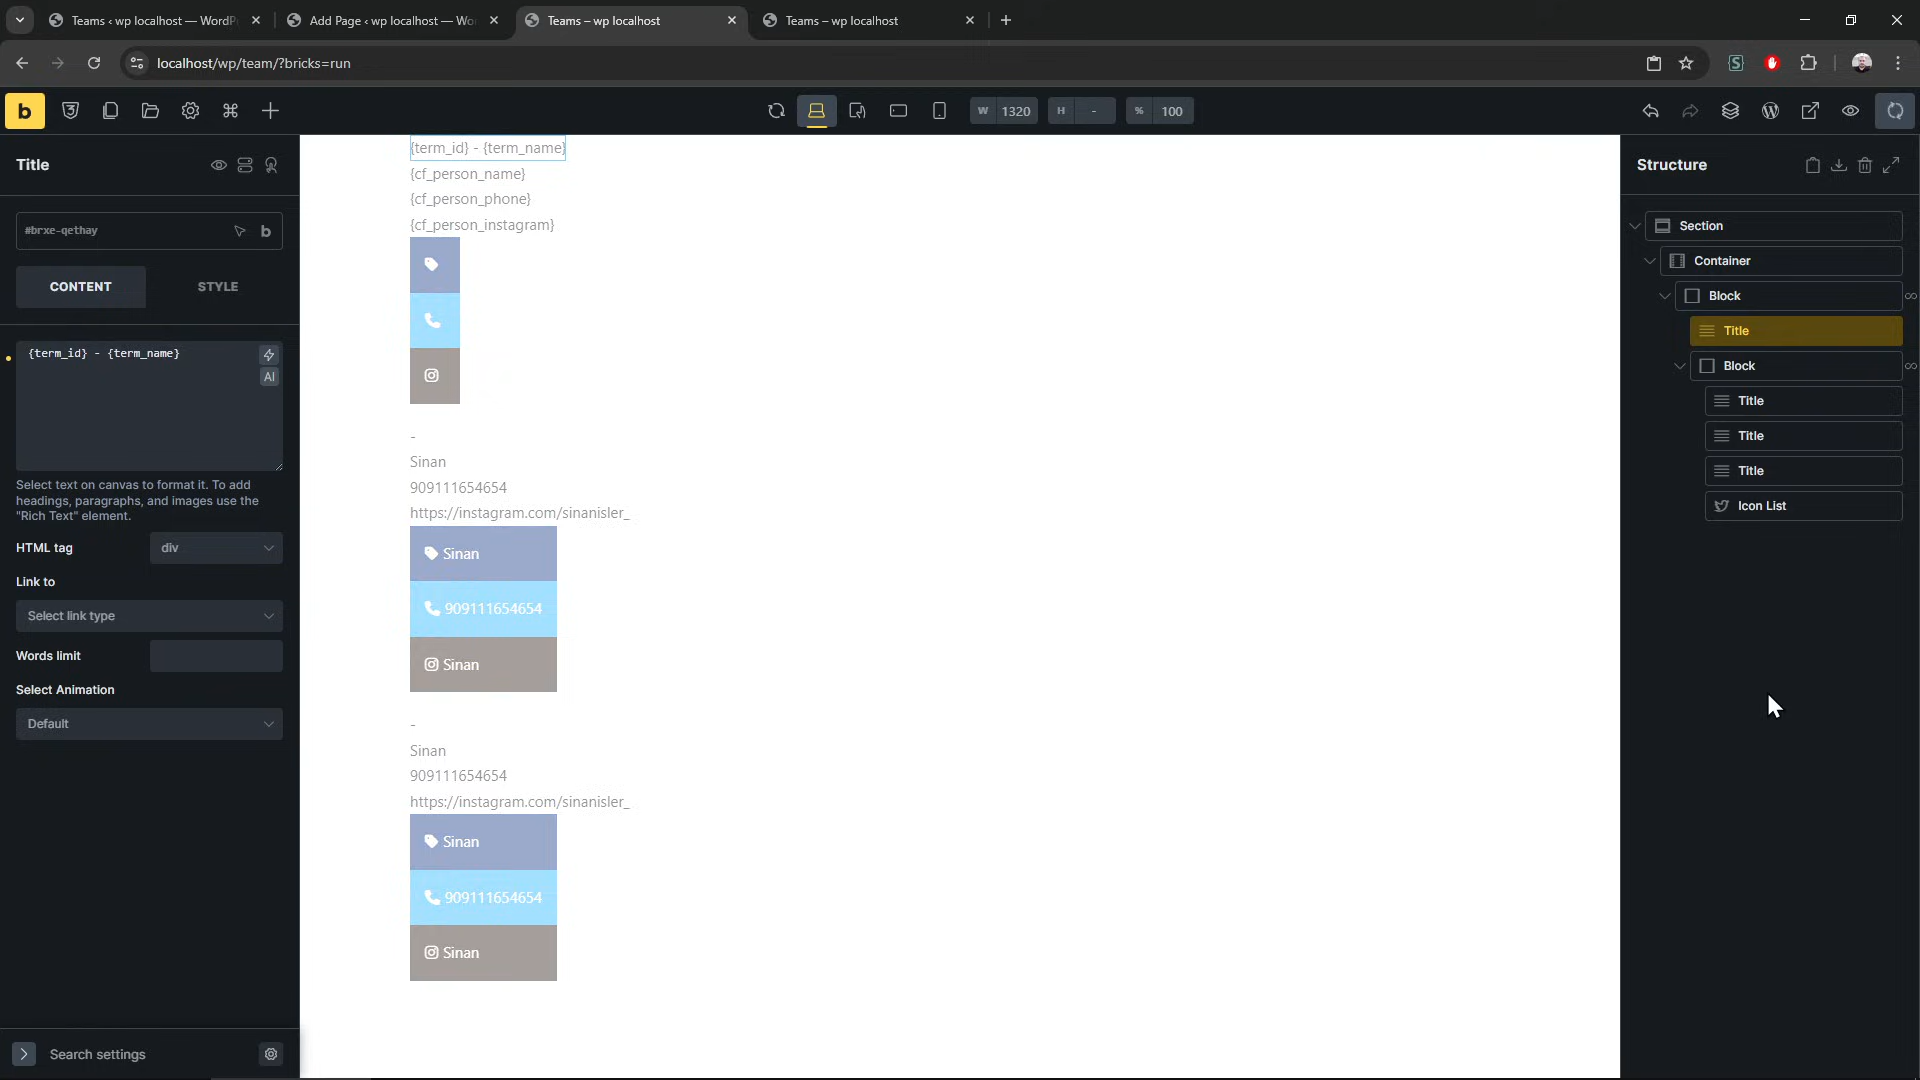 Teams ‹ wp localhost — WordP
Add Page ‹ wp localhost — Wo
Teams – wp localhost
Teams – wp localhost
localhost/wp/team/?bricks=run
b
W 1320
H -
% 100
Title
#brxe-qethay
b
CONTENT
STYLE
{term_id} - {term_name}
AI
Select text on canvas to format it. To add
headings, paragraphs, and images use the
"Rich Text" element.
HTML tag
div
Link to
Select link type
Words limit
Select Animation
Default
Search settings
{term_id} - {term_name}
{cf_person_name}
{cf_person_phone}
{cf_person_instagram}
-
Sinan
909111654654
https://instagram.com/sinanisler_
Sinan
909111654654
Sinan
-
Sinan
909111654654
https://instagram.com/sinanisler_
Sinan
909111654654
Sinan
Structure
Section
Container
Block
Title
Block
Title
Title
Title
Icon List